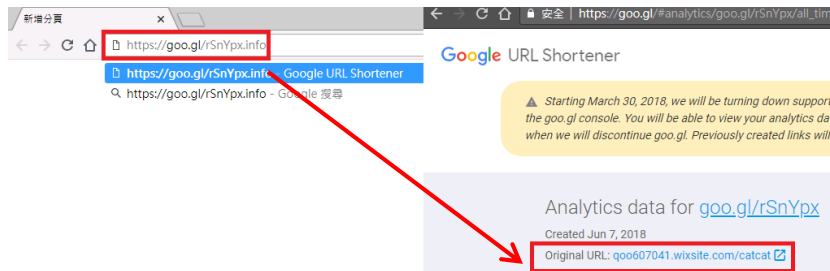 新增分頁
https://goo.gl/rSnYpx.info
https://goo.gl/rSnYpx.info - Google URL Shortener
https://goo.gl/rSnYpx.info - Google 搜尋
安全 | https://goo.gl/#analytics/goo.gl/rSnYpx/all_tim
Google URL Shortener
Starting March 30, 2018, we will be turning down suppor
the goo.gl console. You will be able to view your analytics da
when we will discontinue goo.gl. Previously created links will
Analytics data for goo.gl/rSnYpx
Created Jun 7, 2018
Original URL: qoo607041.wixsite.com/catcat